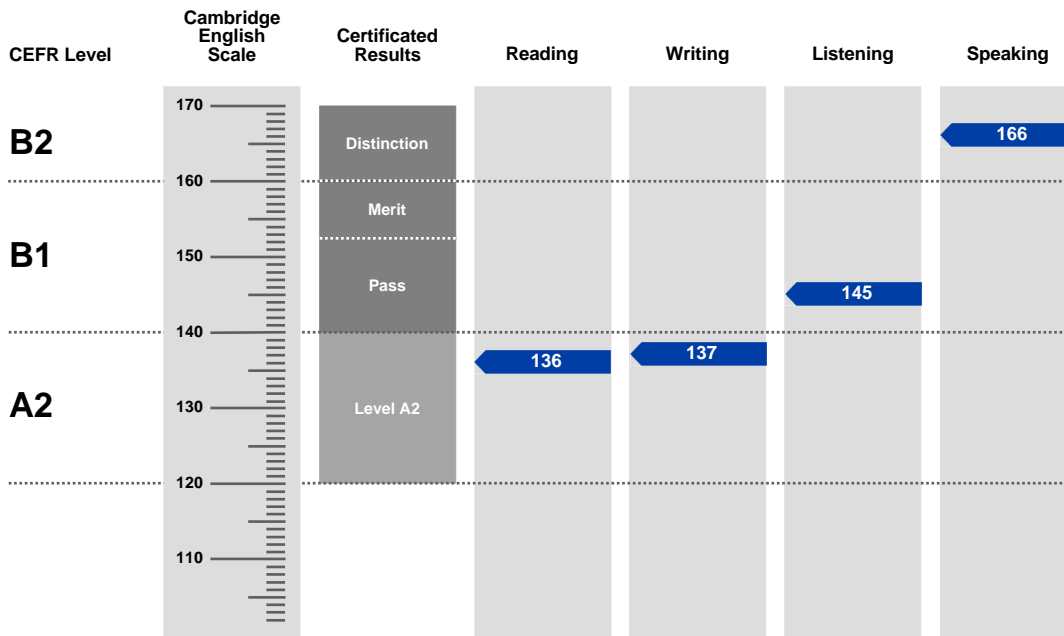 CEFR Level
Cambridge
English
Scale
Certificated
Results
Reading
Writing
Listening
Speaking
170
B2
Distinction
166
160
Merit
B1
150
Pass
145
140
136
137
A2
130
Level A2
120
110